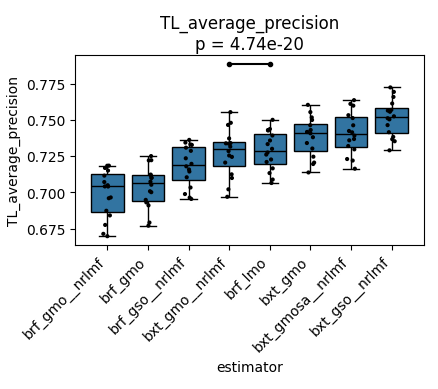 TL_average_precision
p = 4.74e-20
TL_average_precision
0.775
0.750
0.725
0.700
0.675
brf_gmo__nrlmf
brf_gmo
brf_gso__nrlmf
bxt_gmo__nrlmf
brf_lmo
bxt_gmo
bxt_gmosa__nrlmf
bxt_gso__nrlmf
estimator